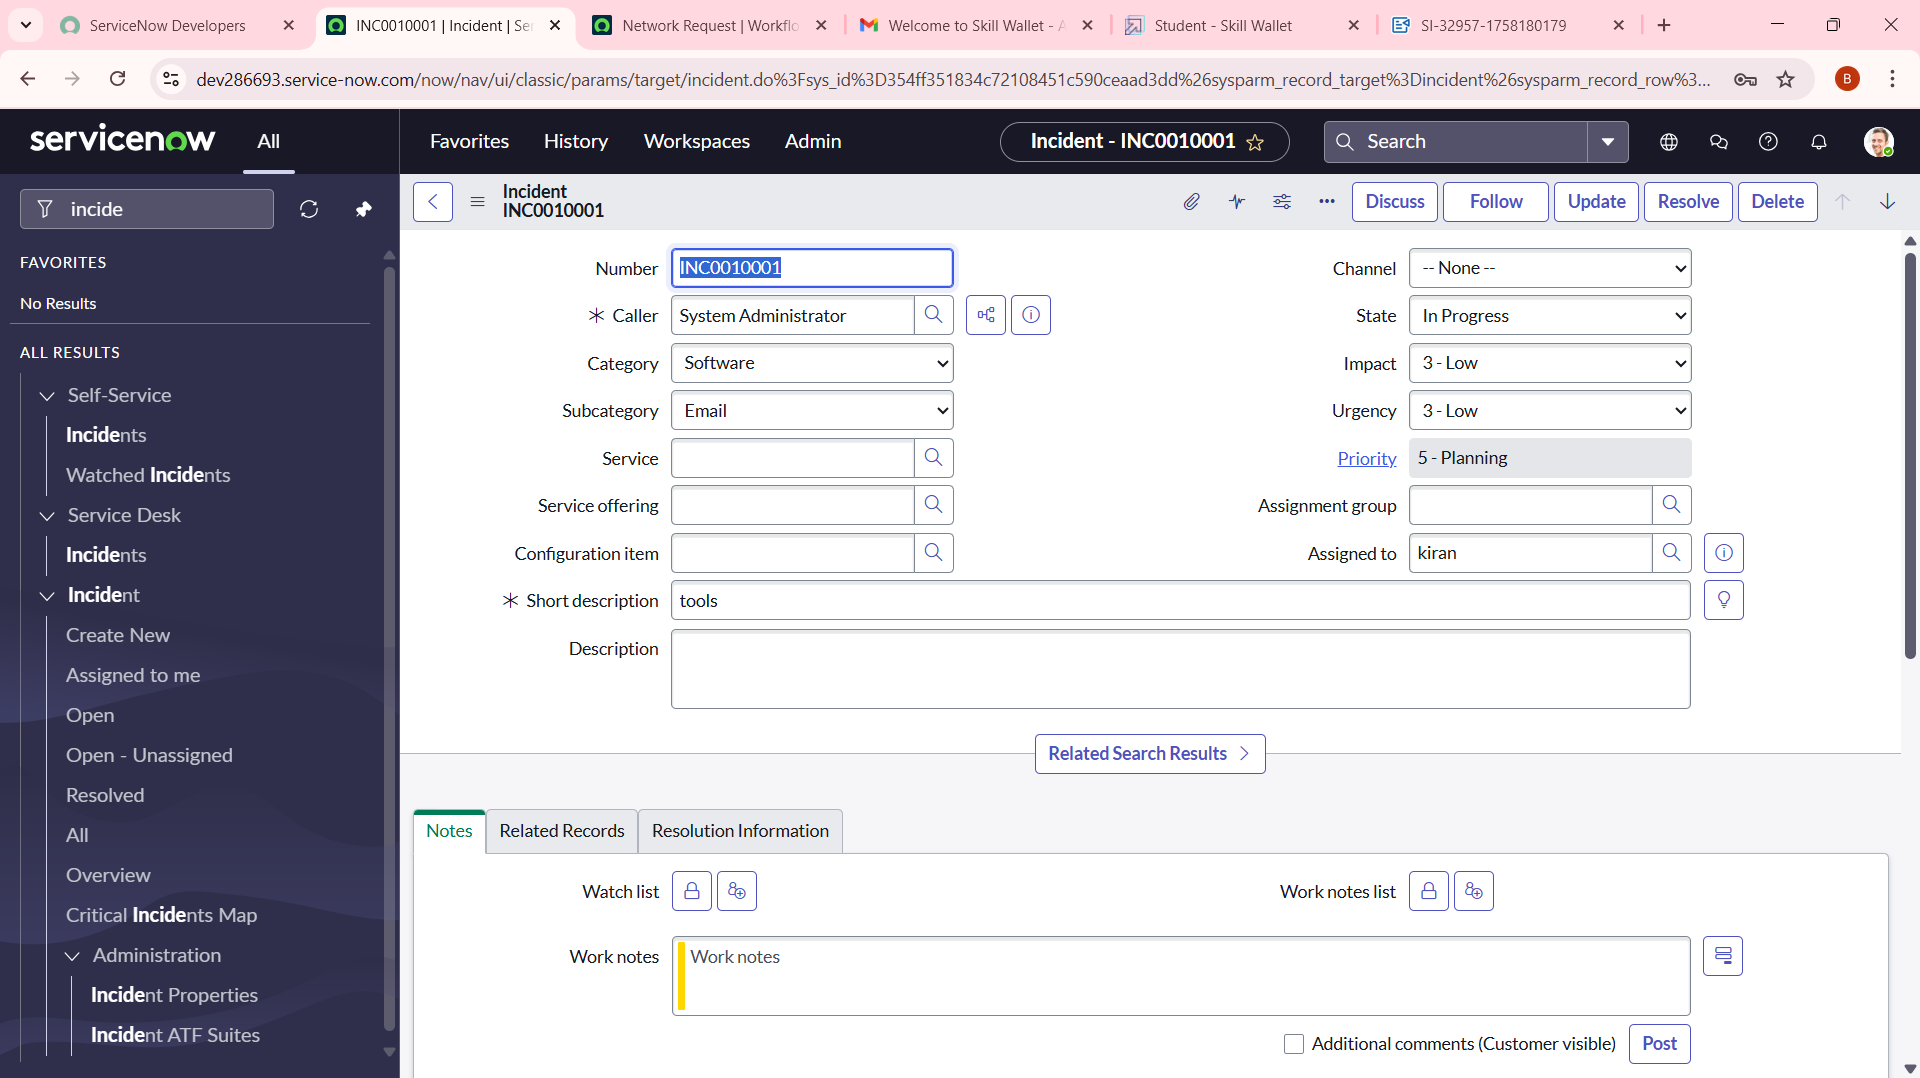 ServiceNow Developers
INC0010001 | Incident | Ser
Network Request | Workflo
Welcome to Skill Wallet - A
Student - Skill Wallet
SI-32957-1758180179
dev286693.service-now.com/now/nav/ui/classic/params/target/incident.do%3Fsys_id%3D354ff351834c72108451c590ceaad3dd%26sysparm_record_target%3Dincident%26sysparm_record_row%3...
B
servicenow
All
Favorites
History
Workspaces
Admin
Incident - INC0010001
Search
incide
FAVORITES
No Results
ALL RESULTS
Self-Service
Incidents
Watched Incidents
Service Desk
Incidents
Incident
Create New
Assigned to me
Open
Open - Unassigned
Resolved
All
Overview
Critical Incidents Map
Administration
Incident Properties
Incident ATF Suites
Incident
INC0010001
Discuss
Follow
Update
Resolve
Delete
Number INC0010001
Channel -- None --
Caller System Administrator
State In Progress
Category Software
Impact 3 - Low
Subcategory Email
Urgency 3 - Low
Service
Priority 5 - Planning
Service offering
Assignment group
Configuration item
Assigned to kiran
Short description tools
Description
Related Search Results
Notes
Related Records
Resolution Information
Watch list
Work notes list
Work notes Work notes
Additional comments (Customer visible)
Post